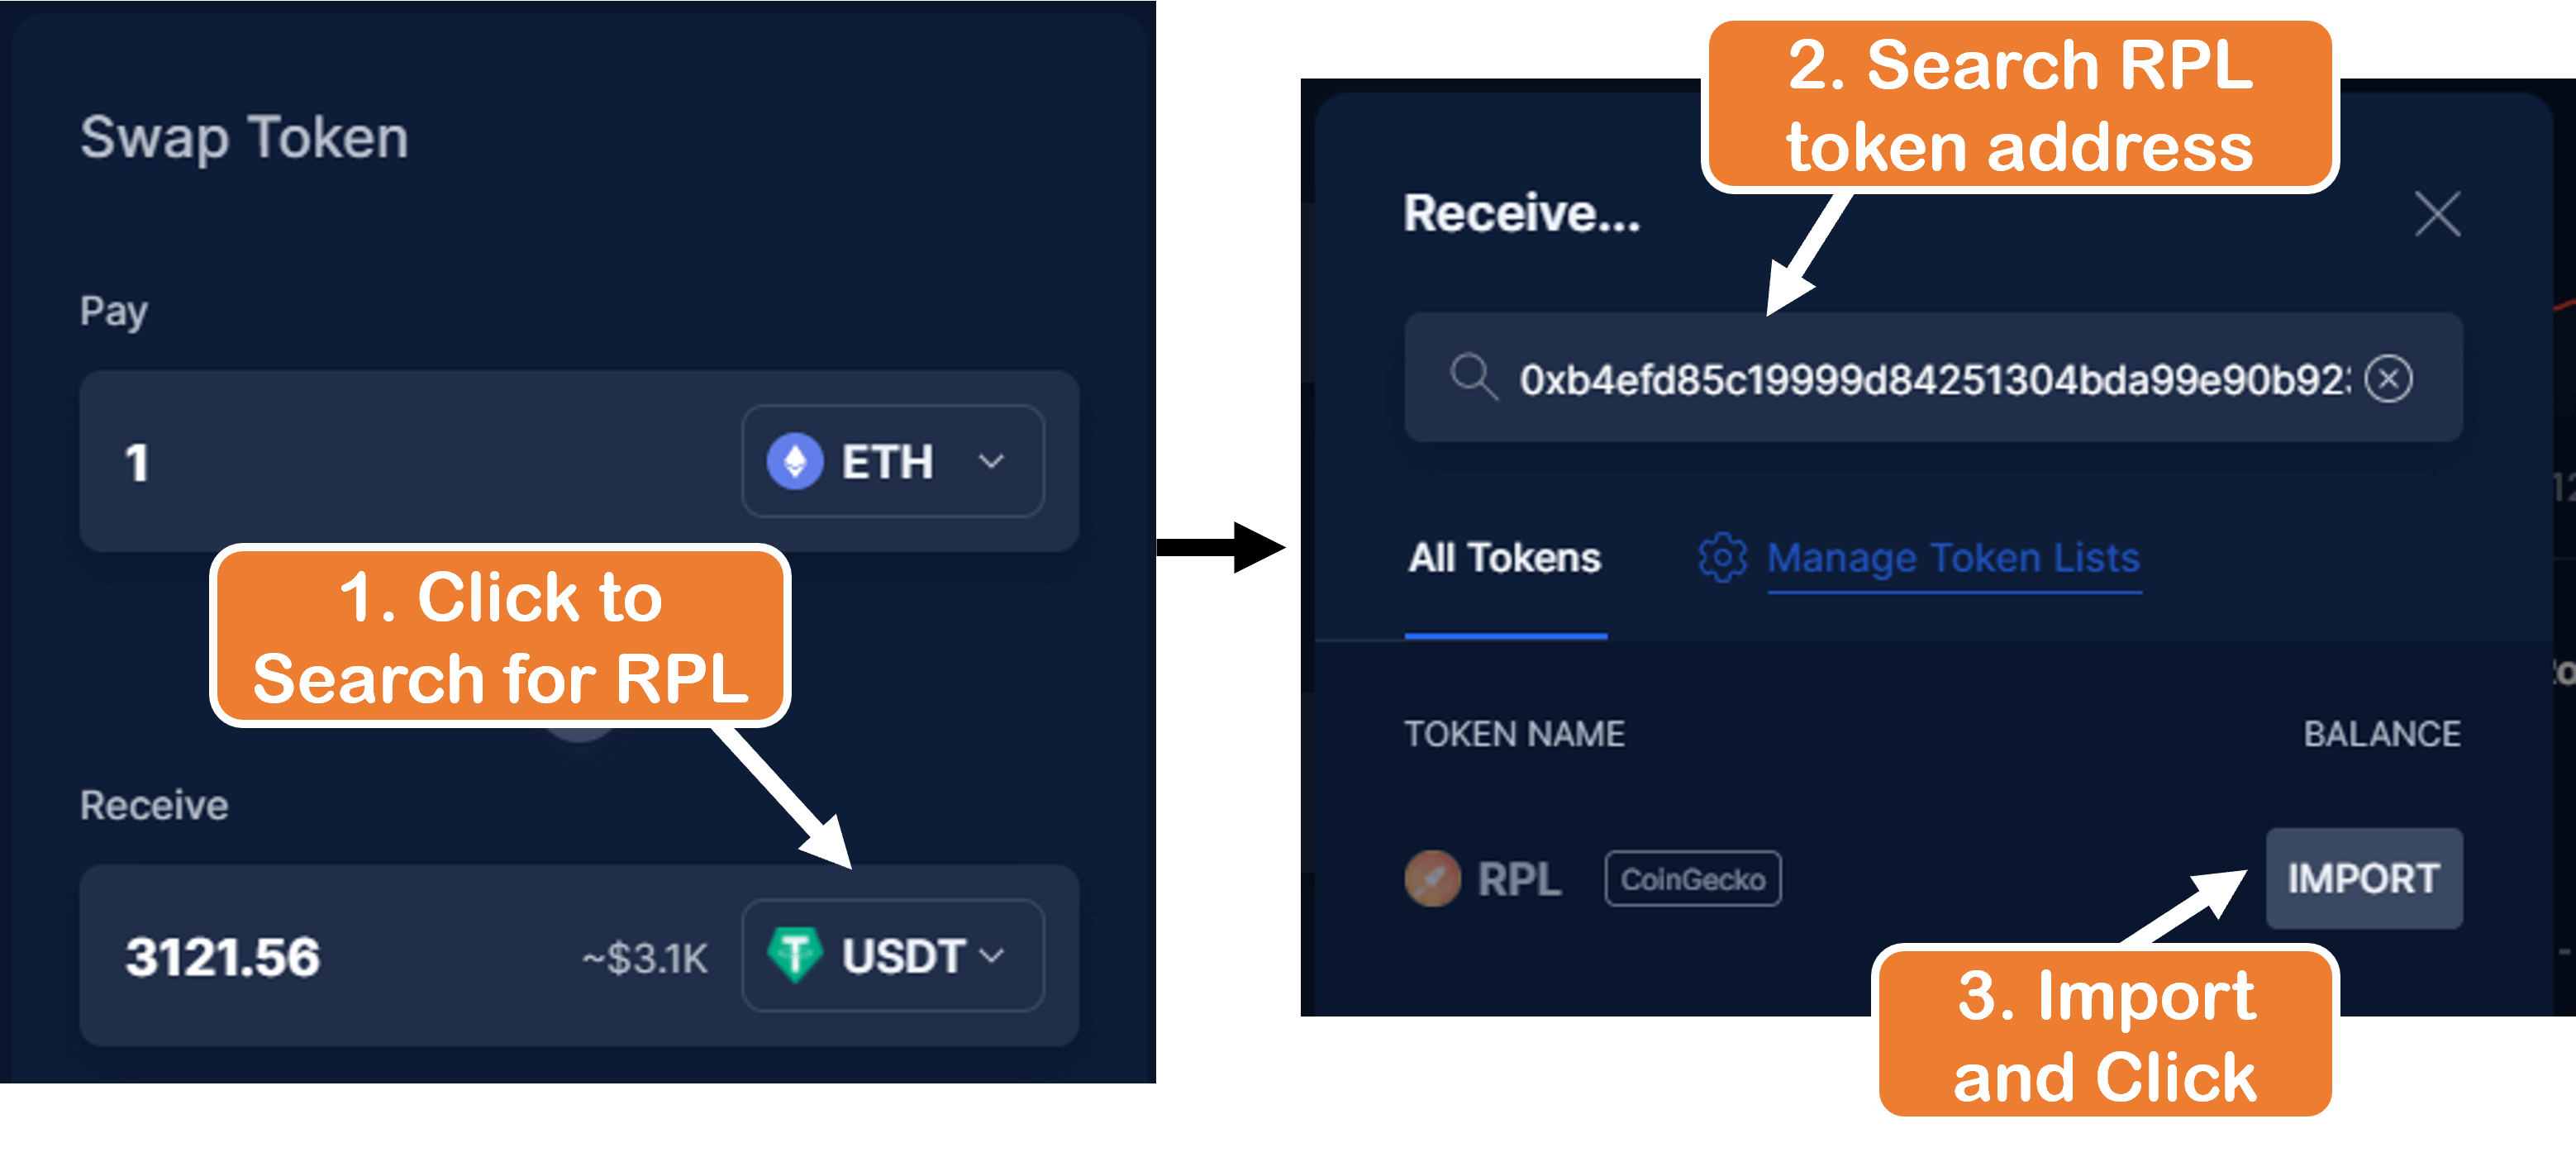 Swap Token
Pay
1
ETH
1. Click to
Search for RPL
Receive
3121.56
~$3.1K
USDT
2. Search RPL
token address
Receive...
0xb4efd85c19999d84251304bda99e90b92
All Tokens
Manage Token Lists
TOKEN NAME
BALANCE
RPL
CoinGecko
IMPORT
3. Import
and Click